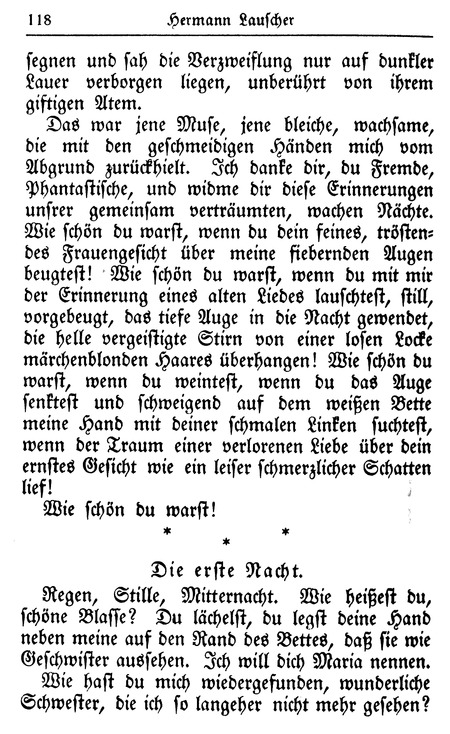 118 Hermann Lauscher
segnen und sah die Verzweiflung nur auf dunkler
Lauer verborgen liegen, unberührt von ihrem
giftigen Atem.
Das war jene Muse, jene bleiche, wachsame,
die mit den geschmeidigen Händen mich vom
Abgrund zurückhielt. Ich danke dir, du Fremde,
Phantastische, und widme dir diese Erinnerungen
unsrer gemeinsam verträumten, wachen Nächte.
Wie schön du warst, wenn du dein feines, trösten-
des Frauengesicht über meine fiebernden Augen
beugtest! Wie schön du warst, wenn du mit mir
der Erinnerung eines alten Liedes lauschtest, still,
vorgebeugt, das tiefe Auge in die Nacht gewendet,
die helle vergeistigte Stirn von einer losen Locke
märchenblonden Haares überhangen! Wie schön du
warst, wenn du weintest, wenn du das Auge
senktest und schweigend auf dem weißen Bette
meine Hand mit deiner schmalen Linken suchtest,
wenn der Traum einer verlorenen Liebe über dein
ernstes Gesicht wie ein leiser schmerzlicher Schatten
lief!
Wie schön du warst!
* * *
Die erste Nacht.
Regen, Stille, Mitternacht. Wie heißest du,
schöne Blasse? Du lächelst, du legst deine Hand
neben meine auf den Rand des Bettes, daß sie wie
Geschwister aussehen. Ich will dich Maria nennen.
Wie hast du mich wiedergefunden, wunderliche
Schwester, die ich so langeher nicht mehr gesehen?